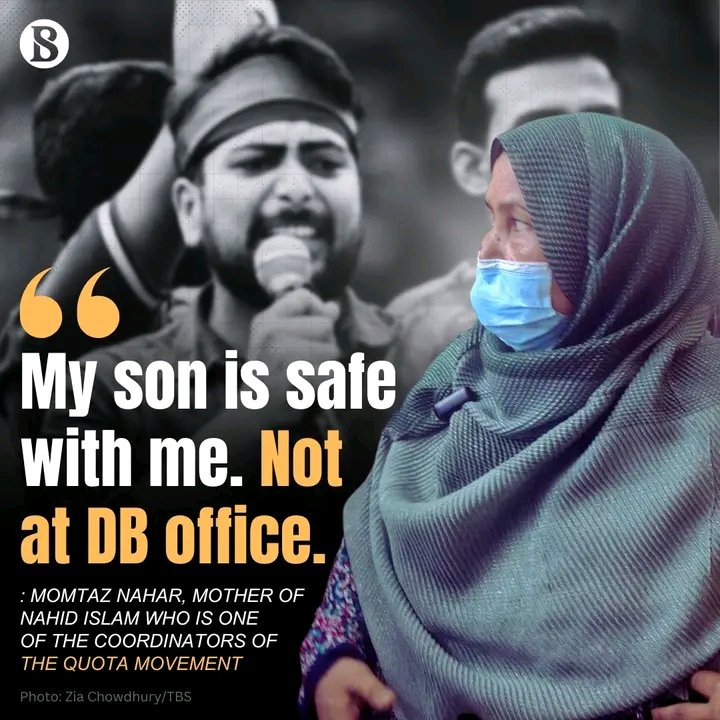 My son is safe
with me. Not
at DB office.
: MOMTAZ NAHAR, MOTHER OF
NAHID ISLAM WHO IS ONE
OF THE COORDINATORS OF
THE QUOTA MOVEMENT
Photo: Zia Chowdhury/TBS